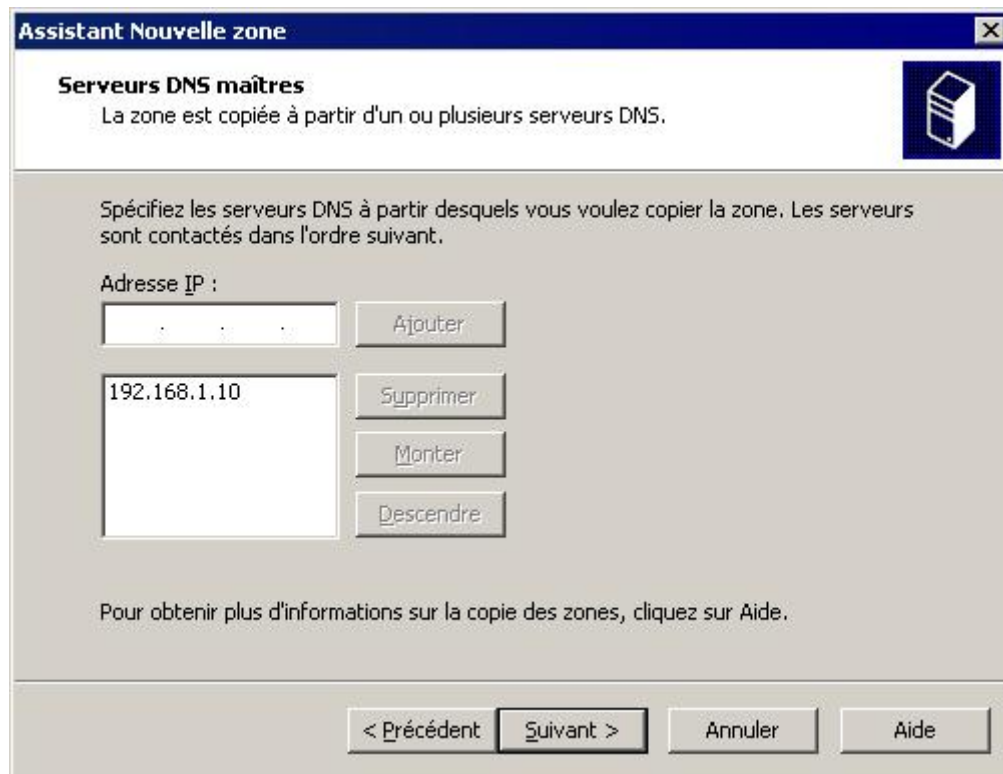 Assistant Nouvelle zone
Serveurs DNS maîtres
La zone est copiée à partir d'un ou plusieurs serveurs DNS.
Spécifiez les serveurs DNS à partir desquels vous voulez copier la zone. Les serveurs
sont contactés dans l'ordre suivant.
Adresse IP :
. . .
Ajouter
192.168.1.10
Supprimer
Monter
Descendre
Pour obtenir plus d'informations sur la copie des zones, cliquez sur Aide.
< Précédent Suivant > Annuler Aide